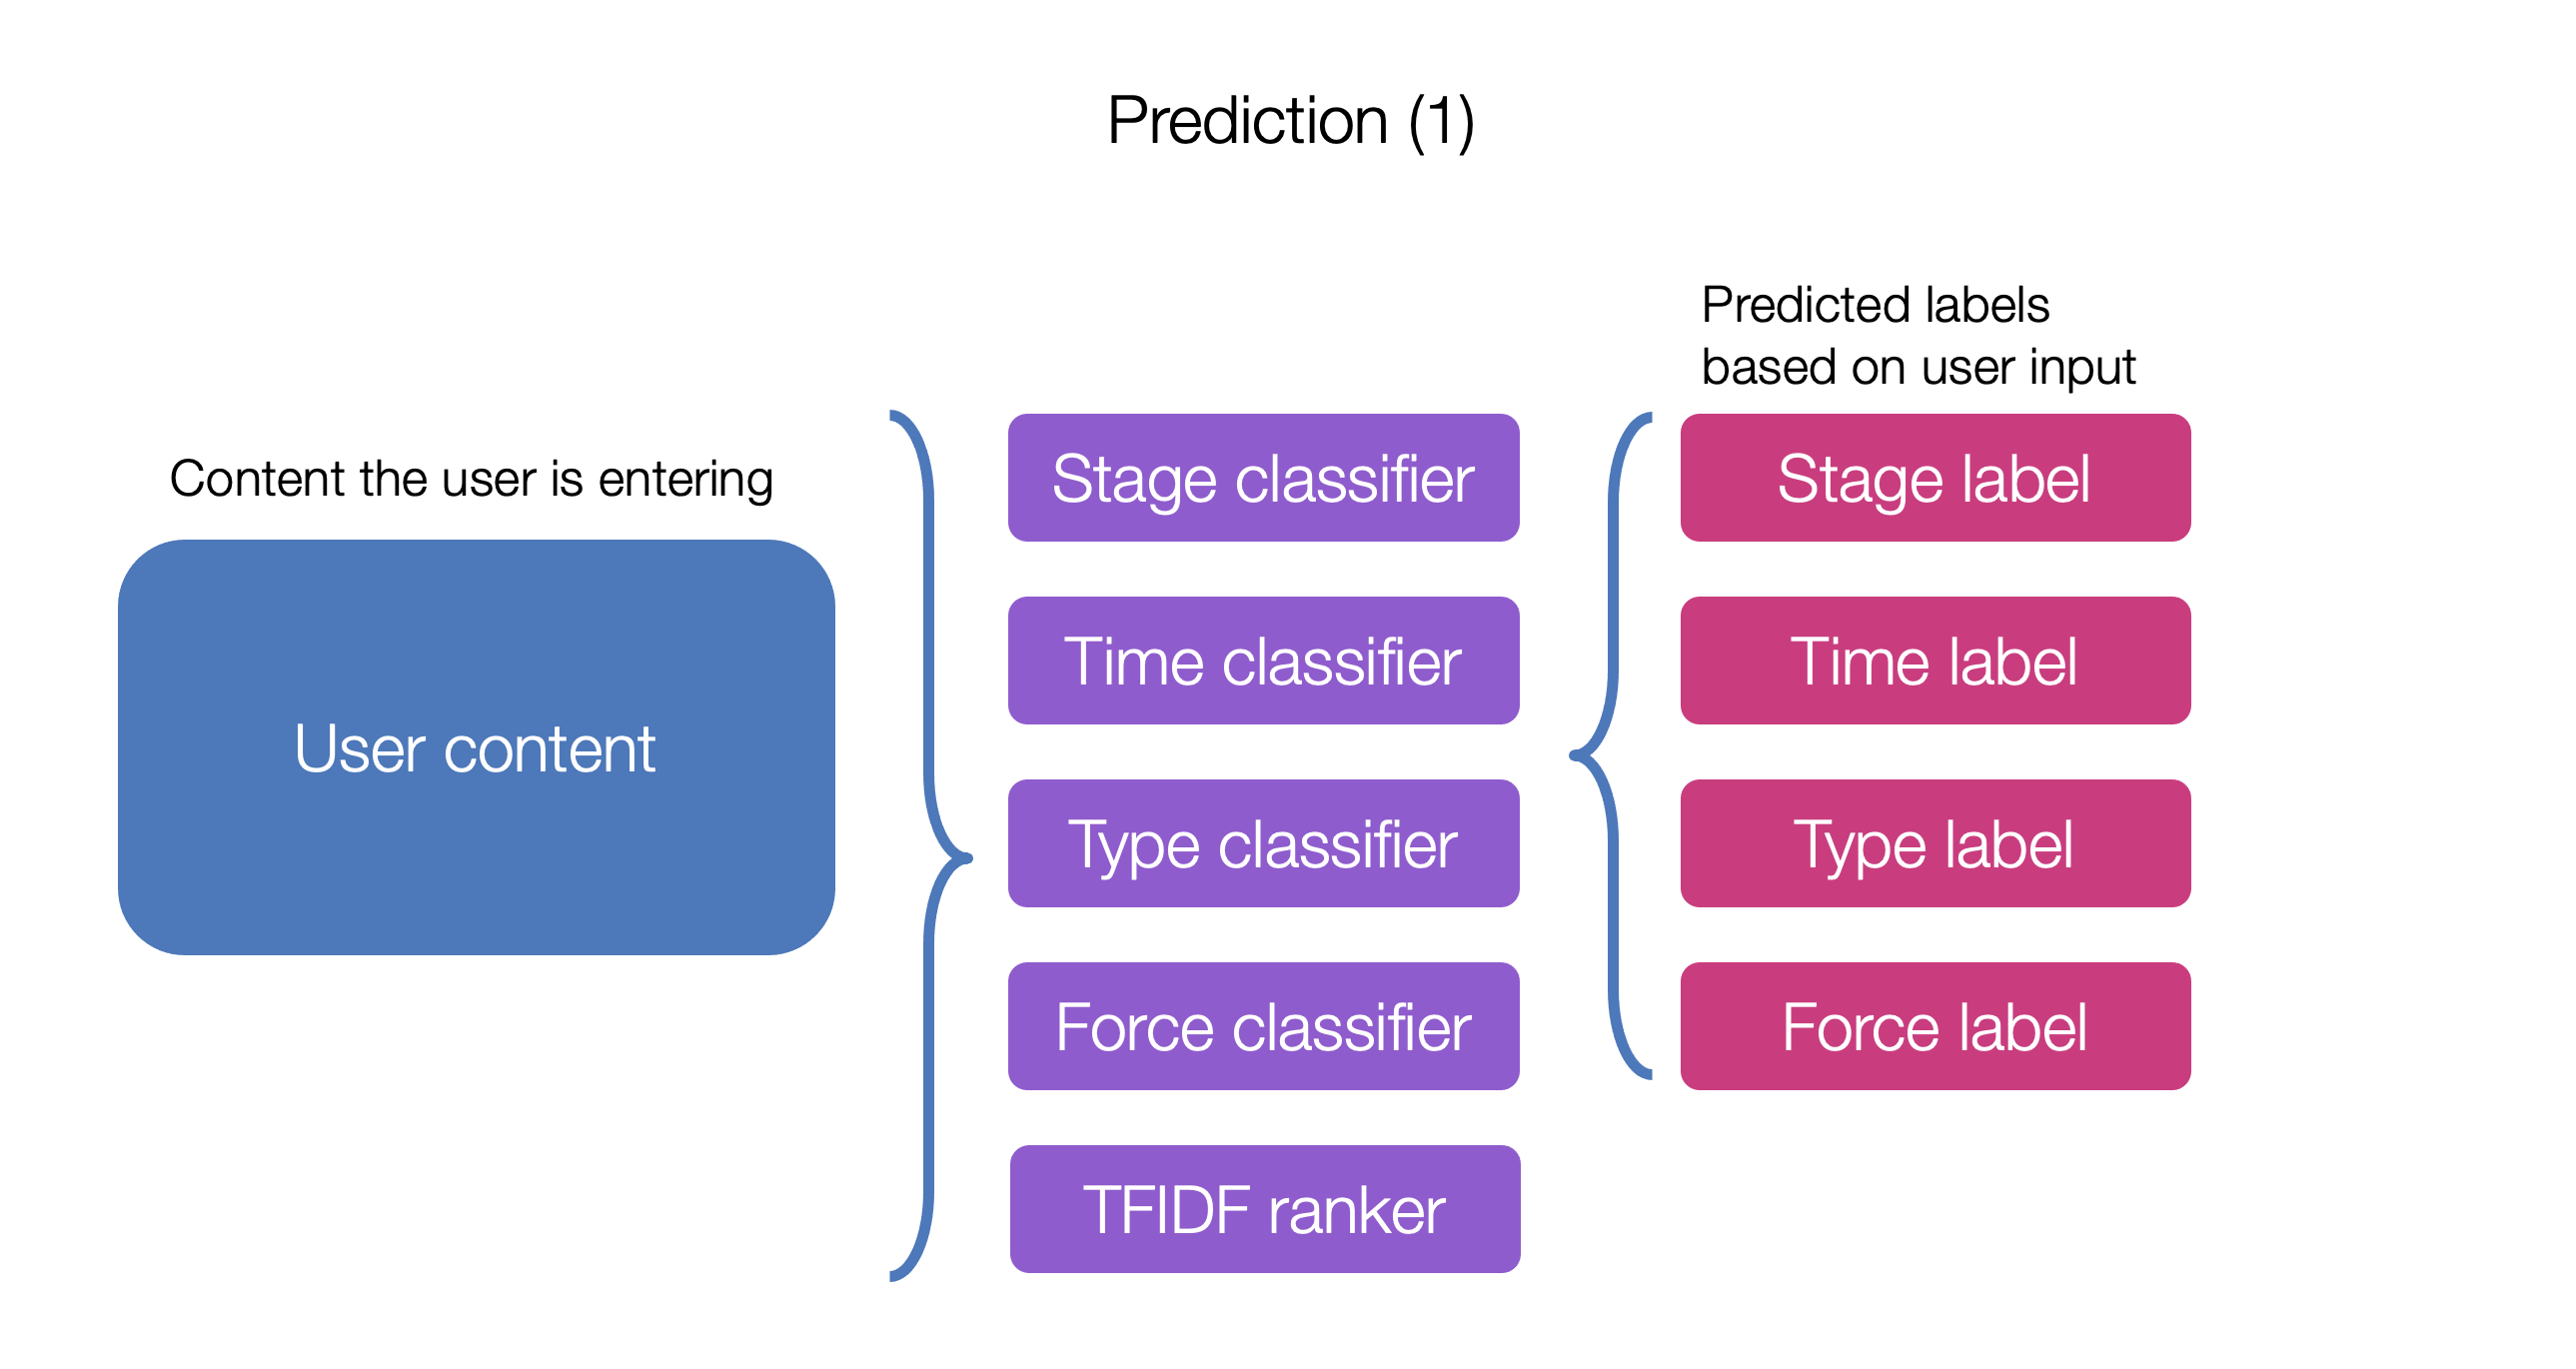 Prediction (1)
Content the user is entering
User content
Stage classifier
Time classifier
Type classifier
Force classifier
TFIDF ranker
Predicted labels
based on user input
Stage label
Time label
Type label
Force label